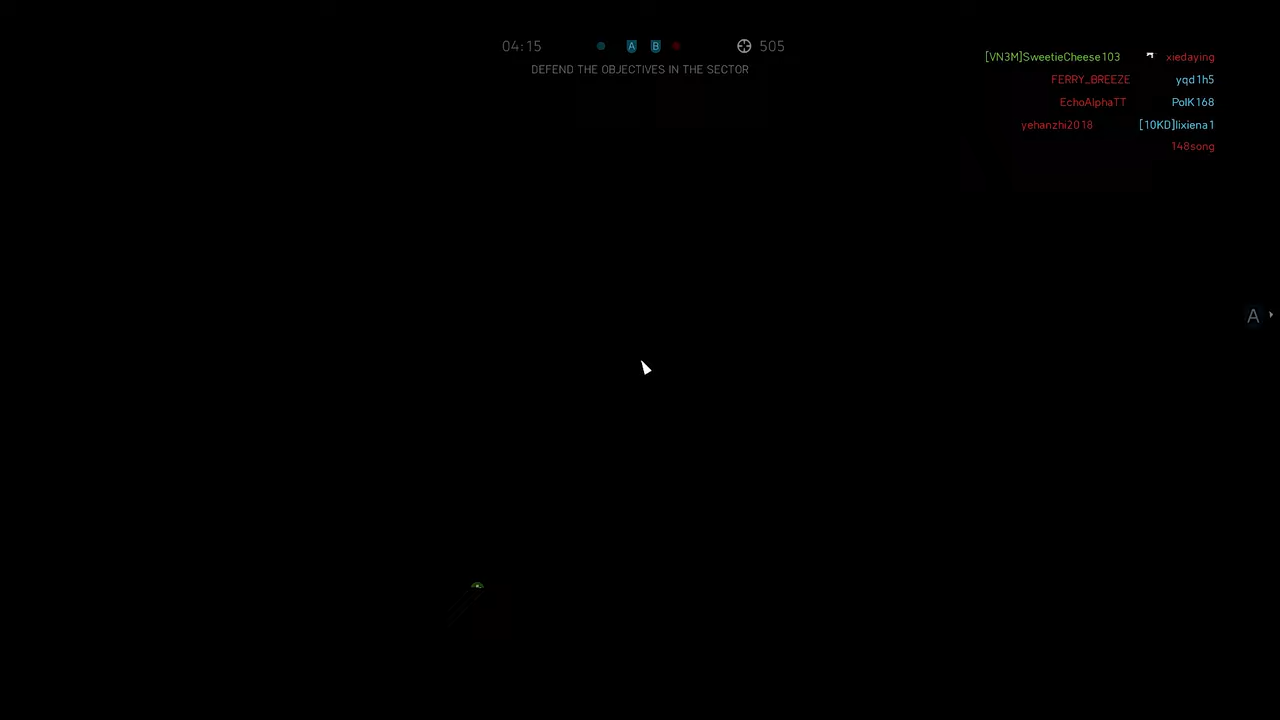 04:15 A B 505
DEFEND THE OBJECTIVES IN THE SECTOR
[VN3M]SweetieCheese103 xiedaying
FERRY_BREEZE yqd1h5
EchoAlphaTT PolK168
yehanzhi2018 [10KD]lixiena1
148song
A